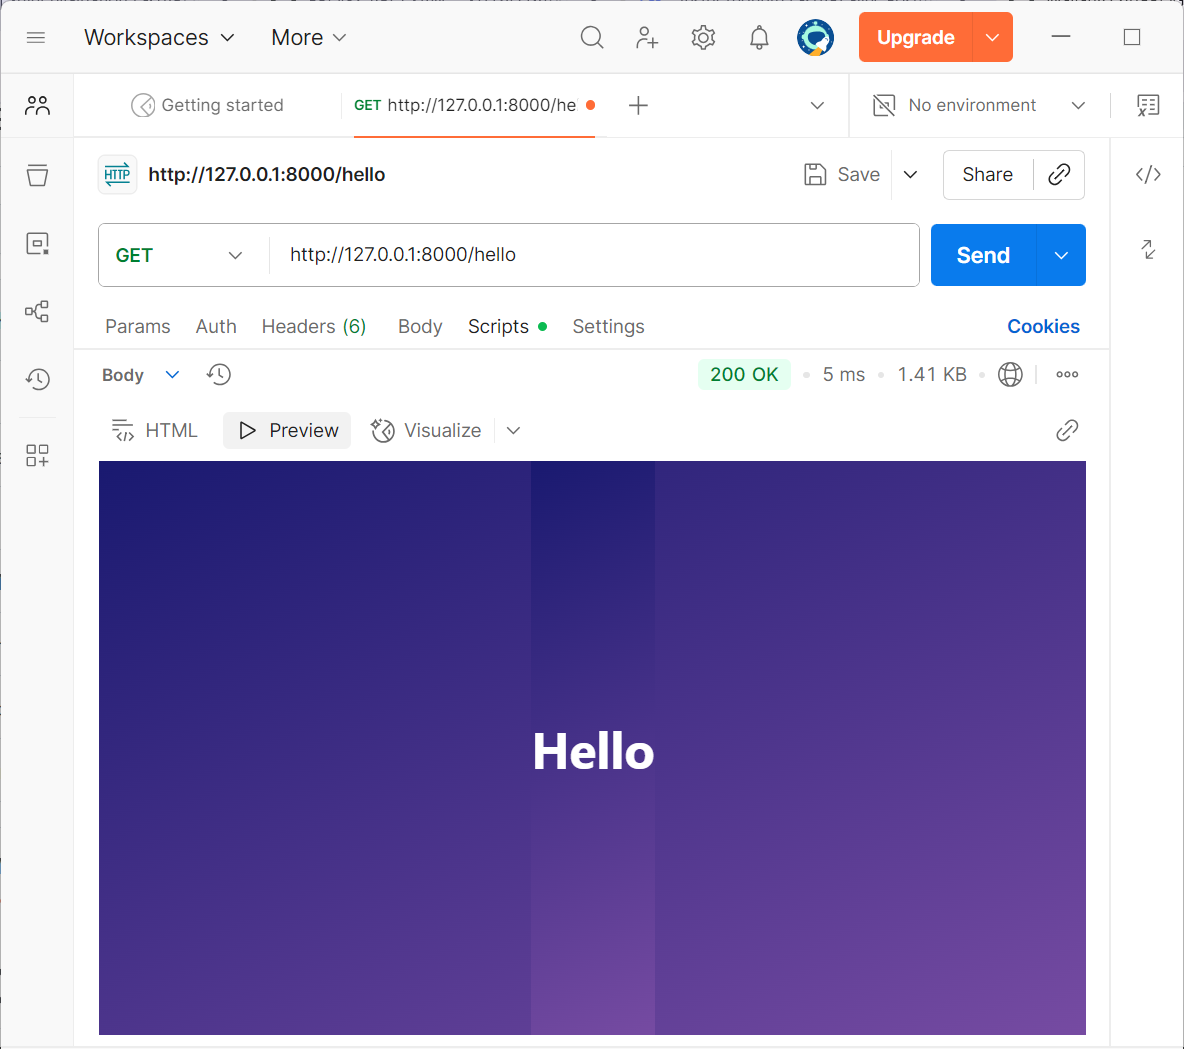 Workspaces More Upgrade
Getting started GET http://127.0.0.1:8000/he No environment
HTTP http://127.0.0.1:8000/hello Save Share
GET http://127.0.0.1:8000/hello Send
Params Auth Headers (6) Body Scripts Settings Cookies
Body 200 OK 5 ms 1.41 KB
HTML Preview Visualize
Hello